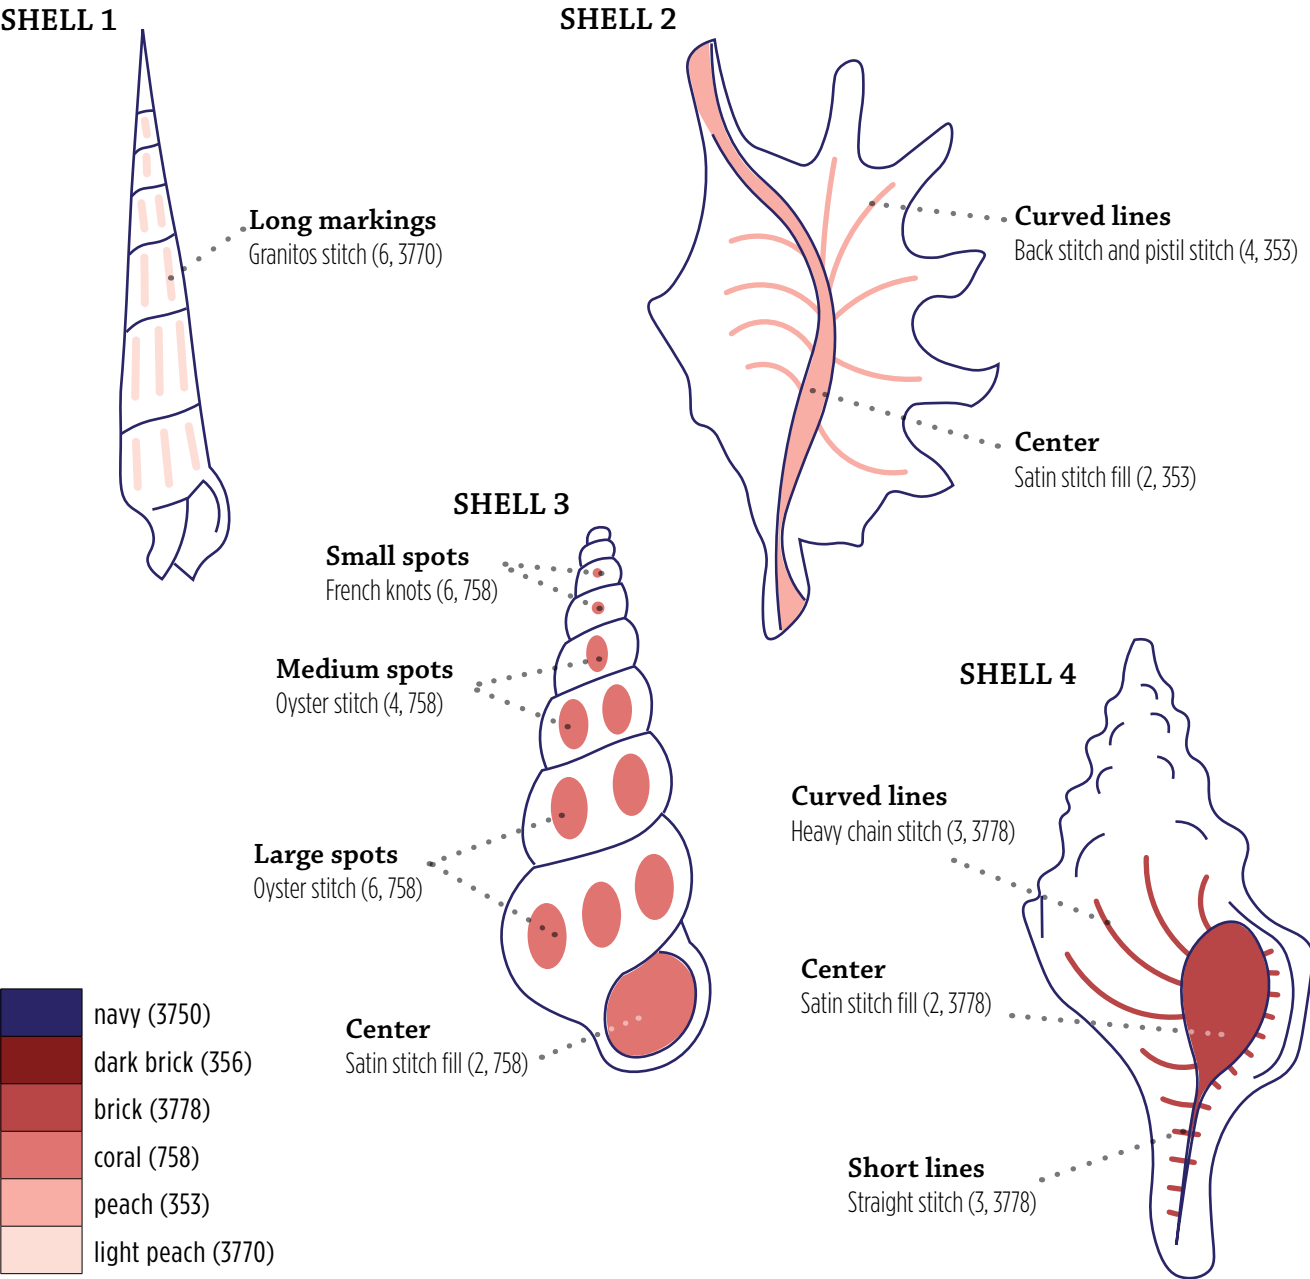 SHELL 1
Long markings
Granitos stitch (6, 3770)
SHELL 2
Curved lines
Back stitch and pistil stitch (4, 353)
Center
Satin stitch fill (2, 353)
SHELL 3
Small spots
French knots (6, 758)
Medium spots
Oyster stitch (4, 758)
Large spots
Oyster stitch (6, 758)
Center
Satin stitch fill (2, 758)
SHELL 4
Curved lines
Heavy chain stitch (3, 3778)
Center
Satin stitch fill (2, 3778)
Short lines
Straight stitch (3, 3778)
navy (3750)
dark brick (356)
brick (3778)
coral (758)
peach (353)
light peach (3770)